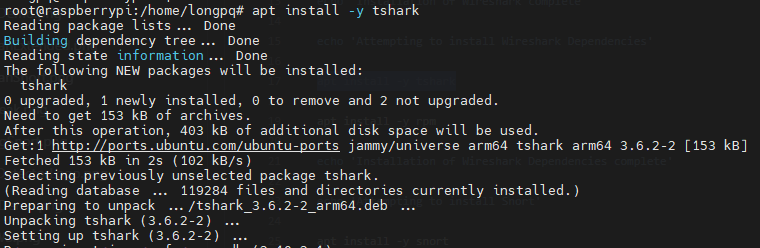 root@raspberrypi:/home/longpq# apt install -y tshark
Reading package lists... Done
Building dependency tree... Done
Reading state information... Done
The following NEW packages will be installed:
  tshark
0 upgraded, 1 newly installed, 0 to remove and 2 not upgraded.
Need to get 153 kB of archives.
After this operation, 403 kB of additional disk space will be used.
Get:1 http://ports.ubuntu.com/ubuntu-ports jammy/universe arm64 tshark arm64 3.6.2-2 [153 kB]
Fetched 153 kB in 2s (102 kB/s)
Selecting previously unselected package tshark.
(Reading database ... 119284 files and directories currently installed.)
Preparing to unpack .../tshark_3.6.2-2_arm64.deb ...
Unpacking tshark (3.6.2-2) ...
Setting up tshark (3.6.2-2) ...